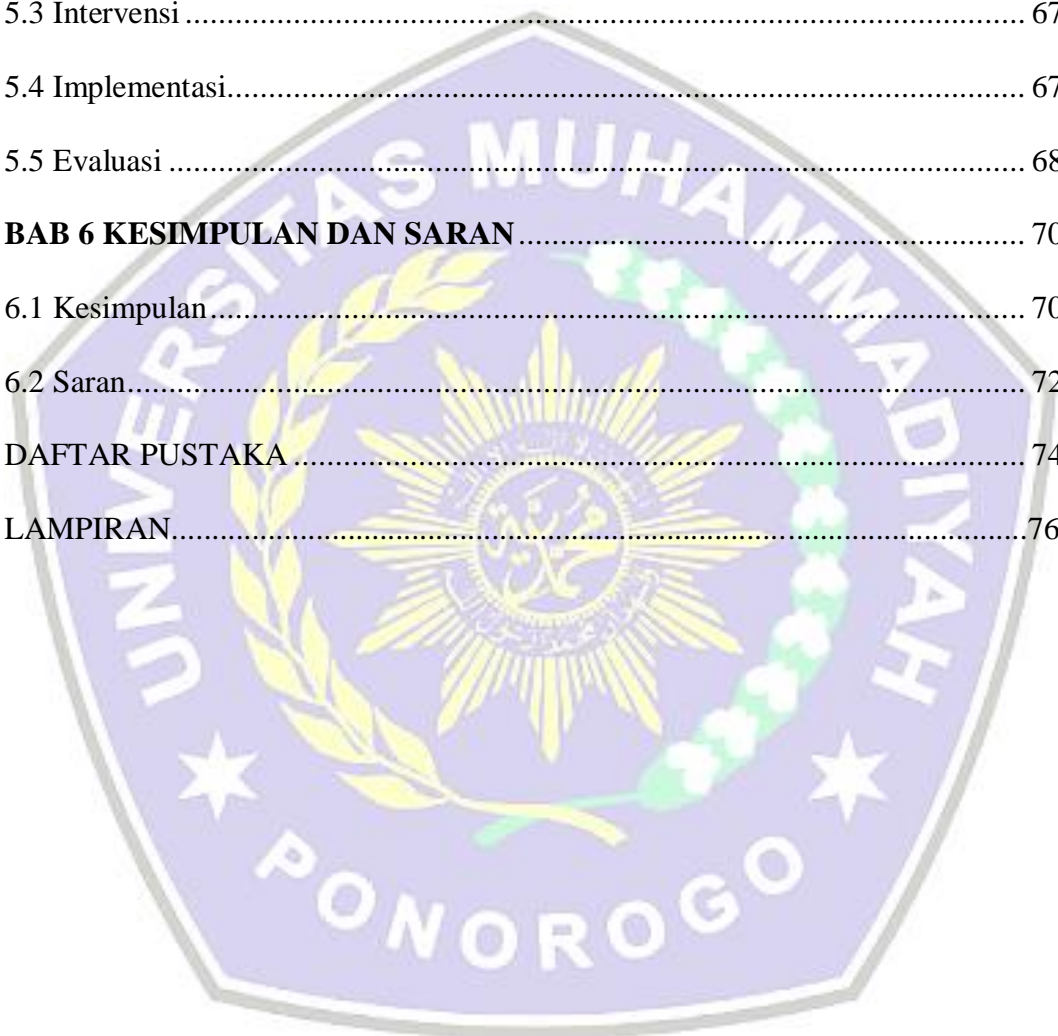 5.3 Intervensi ........................................................................................................ 67
5.4 Implementasi.................................................................................................. 67
5.5 Evaluasi .......................................................................................................... 68
BAB 6 KESIMPULAN DAN SARAN ............................................................. 70
6.1 Kesimpulan ..................................................................................................... 70
6.2 Saran................................................................................................................ 72
DAFTAR PUSTAKA ........................................................................................ 74
LAMPIRAN.......................................................................................................76
UNIVERSITAS MUHAMMADIYAH
PONOROGO